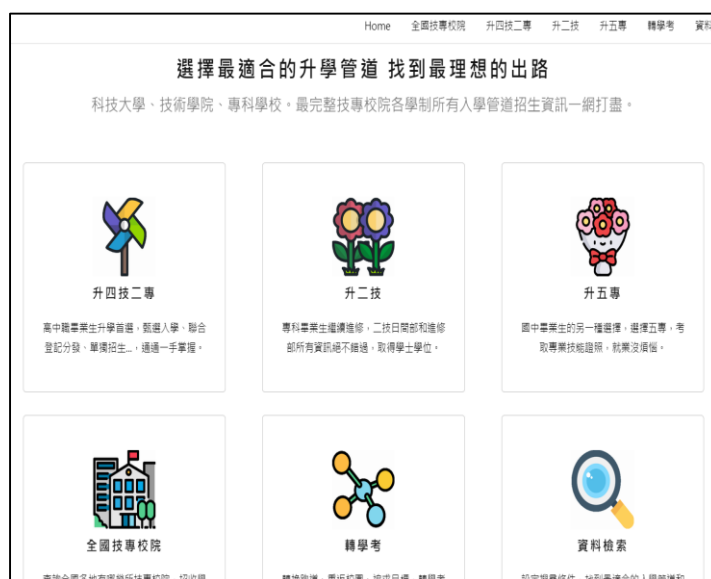 Home 全國技專校院 升四技二專 升二技 升五專 轉學考 資料
選擇最適合的升學管道 找到最理想的出路
科技大學、技術學院、專科學校。最完整技專校院各學制所有入學管道招生資訊一網打盡。
升四技二專
高中職畢業生升學首選，甄選入學、聯合
登記分發、單獨招生...，通通一手掌握。
升二技
專科畢業生繼續進修，二技日間部和進修
部所有資訊絕不錯過，取得學士學位。
升五專
國中畢業生的另一種選擇，選擇五專，考
取專業技能證照，就業沒煩惱。
全國技專校院
轉學考
資料檢索